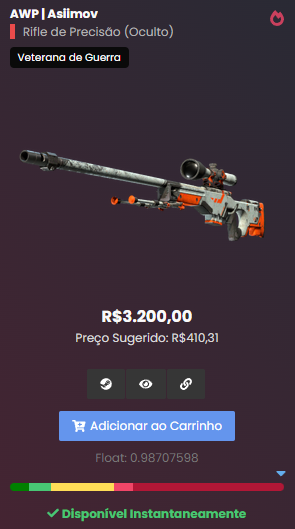 AWP | Asiimov
Rifle de Precisão (Oculto)
Veterana de Guerra
R$3.200,00
Preço Sugerido: R$410,31
Adicionar ao Carrinho
Float: 0.98707598
Disponível Instantaneamente